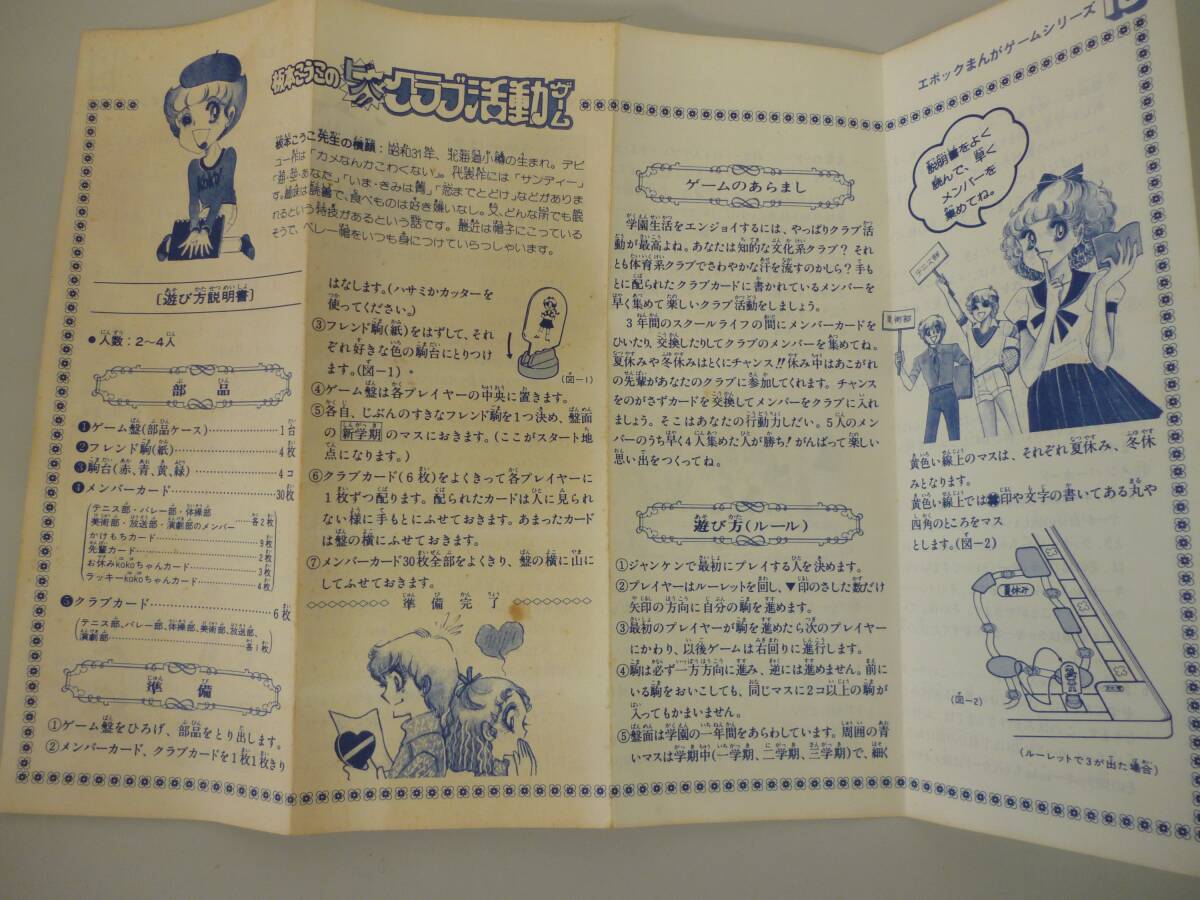 エポックまんがゲームシリーズ
板本こうこの
クラブ活動ゲーム
板本こうこ先生の横顔：昭和31年、北海道小樽の生まれ。デビ
ュー作は「カメなんカこわくない」。代表作には「サンディー」
「いま・きみは舊」「窓までとどけ」などがありま
す。趣味は読書で、食べものは好き嫌いなし。又、どんな所でも眠
れるという特技があるという話です。最近は帽子にこっている
そうで、ベレー帽をいつも身につけていらっしゃいます。
〔遊び方説明書〕
●人数：2～4人
部品
❶ゲーム盤(部品ケース)……1台
❷フレンド駒(紙)……4枚
❸駒台(赤、青、黄、緑)……4コ
❹メンバーカード……30枚
テニス部・バレー部・体操部
美術部・放送部・演劇部のメンバー……各2枚
かけもちカード……9枚
先輩カード……2枚
お休みkokoちゃんカード……3枚
ラッキーkokoちゃんカード……4枚
❺クラブカード……6枚
テニス部、バレー部、体操部、美術部、放送部、
演劇部……各1枚
準備
①ゲーム盤をひろげ、部品をとり出します。
②メンバーカード、クラブカードを1枚1枚きり
はなします。(ハサミかカッターを
使ってください。)
③フレンド駒(紙)をはずして、それ
ぞれ好きな色の駒台にとりつけ
ます。(図−1)
(図−1)
④ゲーム盤は各プレイヤーの中央に置きます。
⑤各自、じぶんのすきなフレンド駒を1つ決め、盤面
の新学期のマスにおきます。(ここがスタート地
点になります。)
⑥クラブカード(6枚)をよくきって各プレイヤーに
1枚ずつ配ります。配られたカードは人に見られ
ない様に手もとにふせておきます。あまったカード
は盤の横にふせておきます。
⑦メンバーカード30枚全部をよくきり、盤の横に山に
してふせておきます。
準備完了
ゲームのあらまし
学園生活をエンジョイするには、やっぱりクラブ活
動が最高よね。あなたは知的な文化系クラブ？それ
とも体育系クラブでさわやかな汗を流すのかしら？手も
とに配られたクラブカードに書かれているメンバーを
早く集めて楽しいクラブ活動をしましょう。
3年間のスクールライフの間にメンバーカードを
ひいたり、交換したりしてクラブのメンバーを集めてね。
夏休みや冬休みはとくにチャンス!!休み中はあこがれ
の先輩があなたのクラブに参加してくれます。チャンス
をのがさずカードを交換してメンバーをクラブに入れ
ましょう。そこはあなたの行動力しだい。5人のメン
バーのうち早く4人集めた人が勝ち！がんばって楽しい
思い出をつくってね。
遊び方(ルール)
①ジャンケンで最初にプレイする人を決めます。
②プレイヤーはルーレットを回し、▼印のさした数だけ
矢印の方向に自分の駒を進めます。
③最初のプレイヤーが駒を進めたら次のプレイヤー
にかわり、以後ゲームは右回りに進行します。
④駒は必ず一方方向に進み、逆には進めません。前に
いる駒をおいこしても、同じマスに2コ以上の駒が
入ってもかまいません。
⑤盤面は学園の一年間をあらわしています。周囲の青
いマスは学期中(一学期、二学期、三学期)で、細く
説明書をよく
読んで、早く
メンバーを
集めてね。
テニス部
美術部
黄色い線上のマスは、それぞれ夏休み、冬休
みとなります。
黄色い線上では✽印や文字の書いてある丸や
四角のところをマス
とします。(図−2)
夏休み
(図−2)
(ルーレットで3が出た場合)